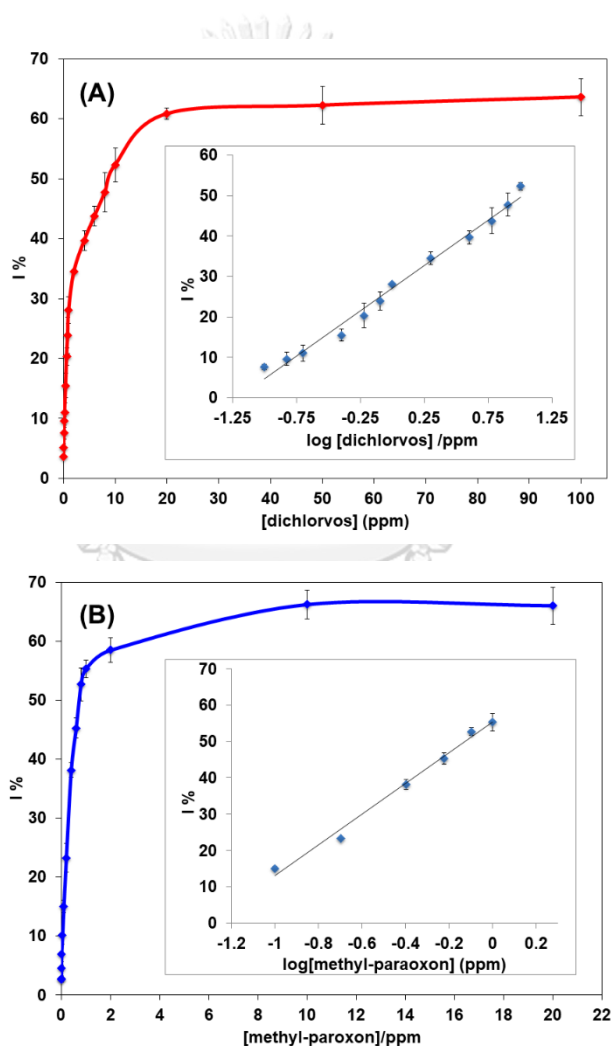 (A)
I %
70
60
50
40
30
20
10
0
0 10 20 30 40 50 60 70 80 90 100
[dichlorvos] (ppm)
I %
60
50
40
30
20
10
0
-1.25 -0.75 -0.25 0.25 0.75 1.25
log [dichlorvos] /ppm
(B)
I %
70
60
50
40
30
20
10
0
0 2 4 6 8 10 12 14 16 18 20 22
[methyl-paroxon]/ppm
I %
70
60
50
40
30
20
10
0
-1.2 -1 -0.8 -0.6 -0.4 -0.2 0 0.2
log[methyl-paraoxon] (ppm)